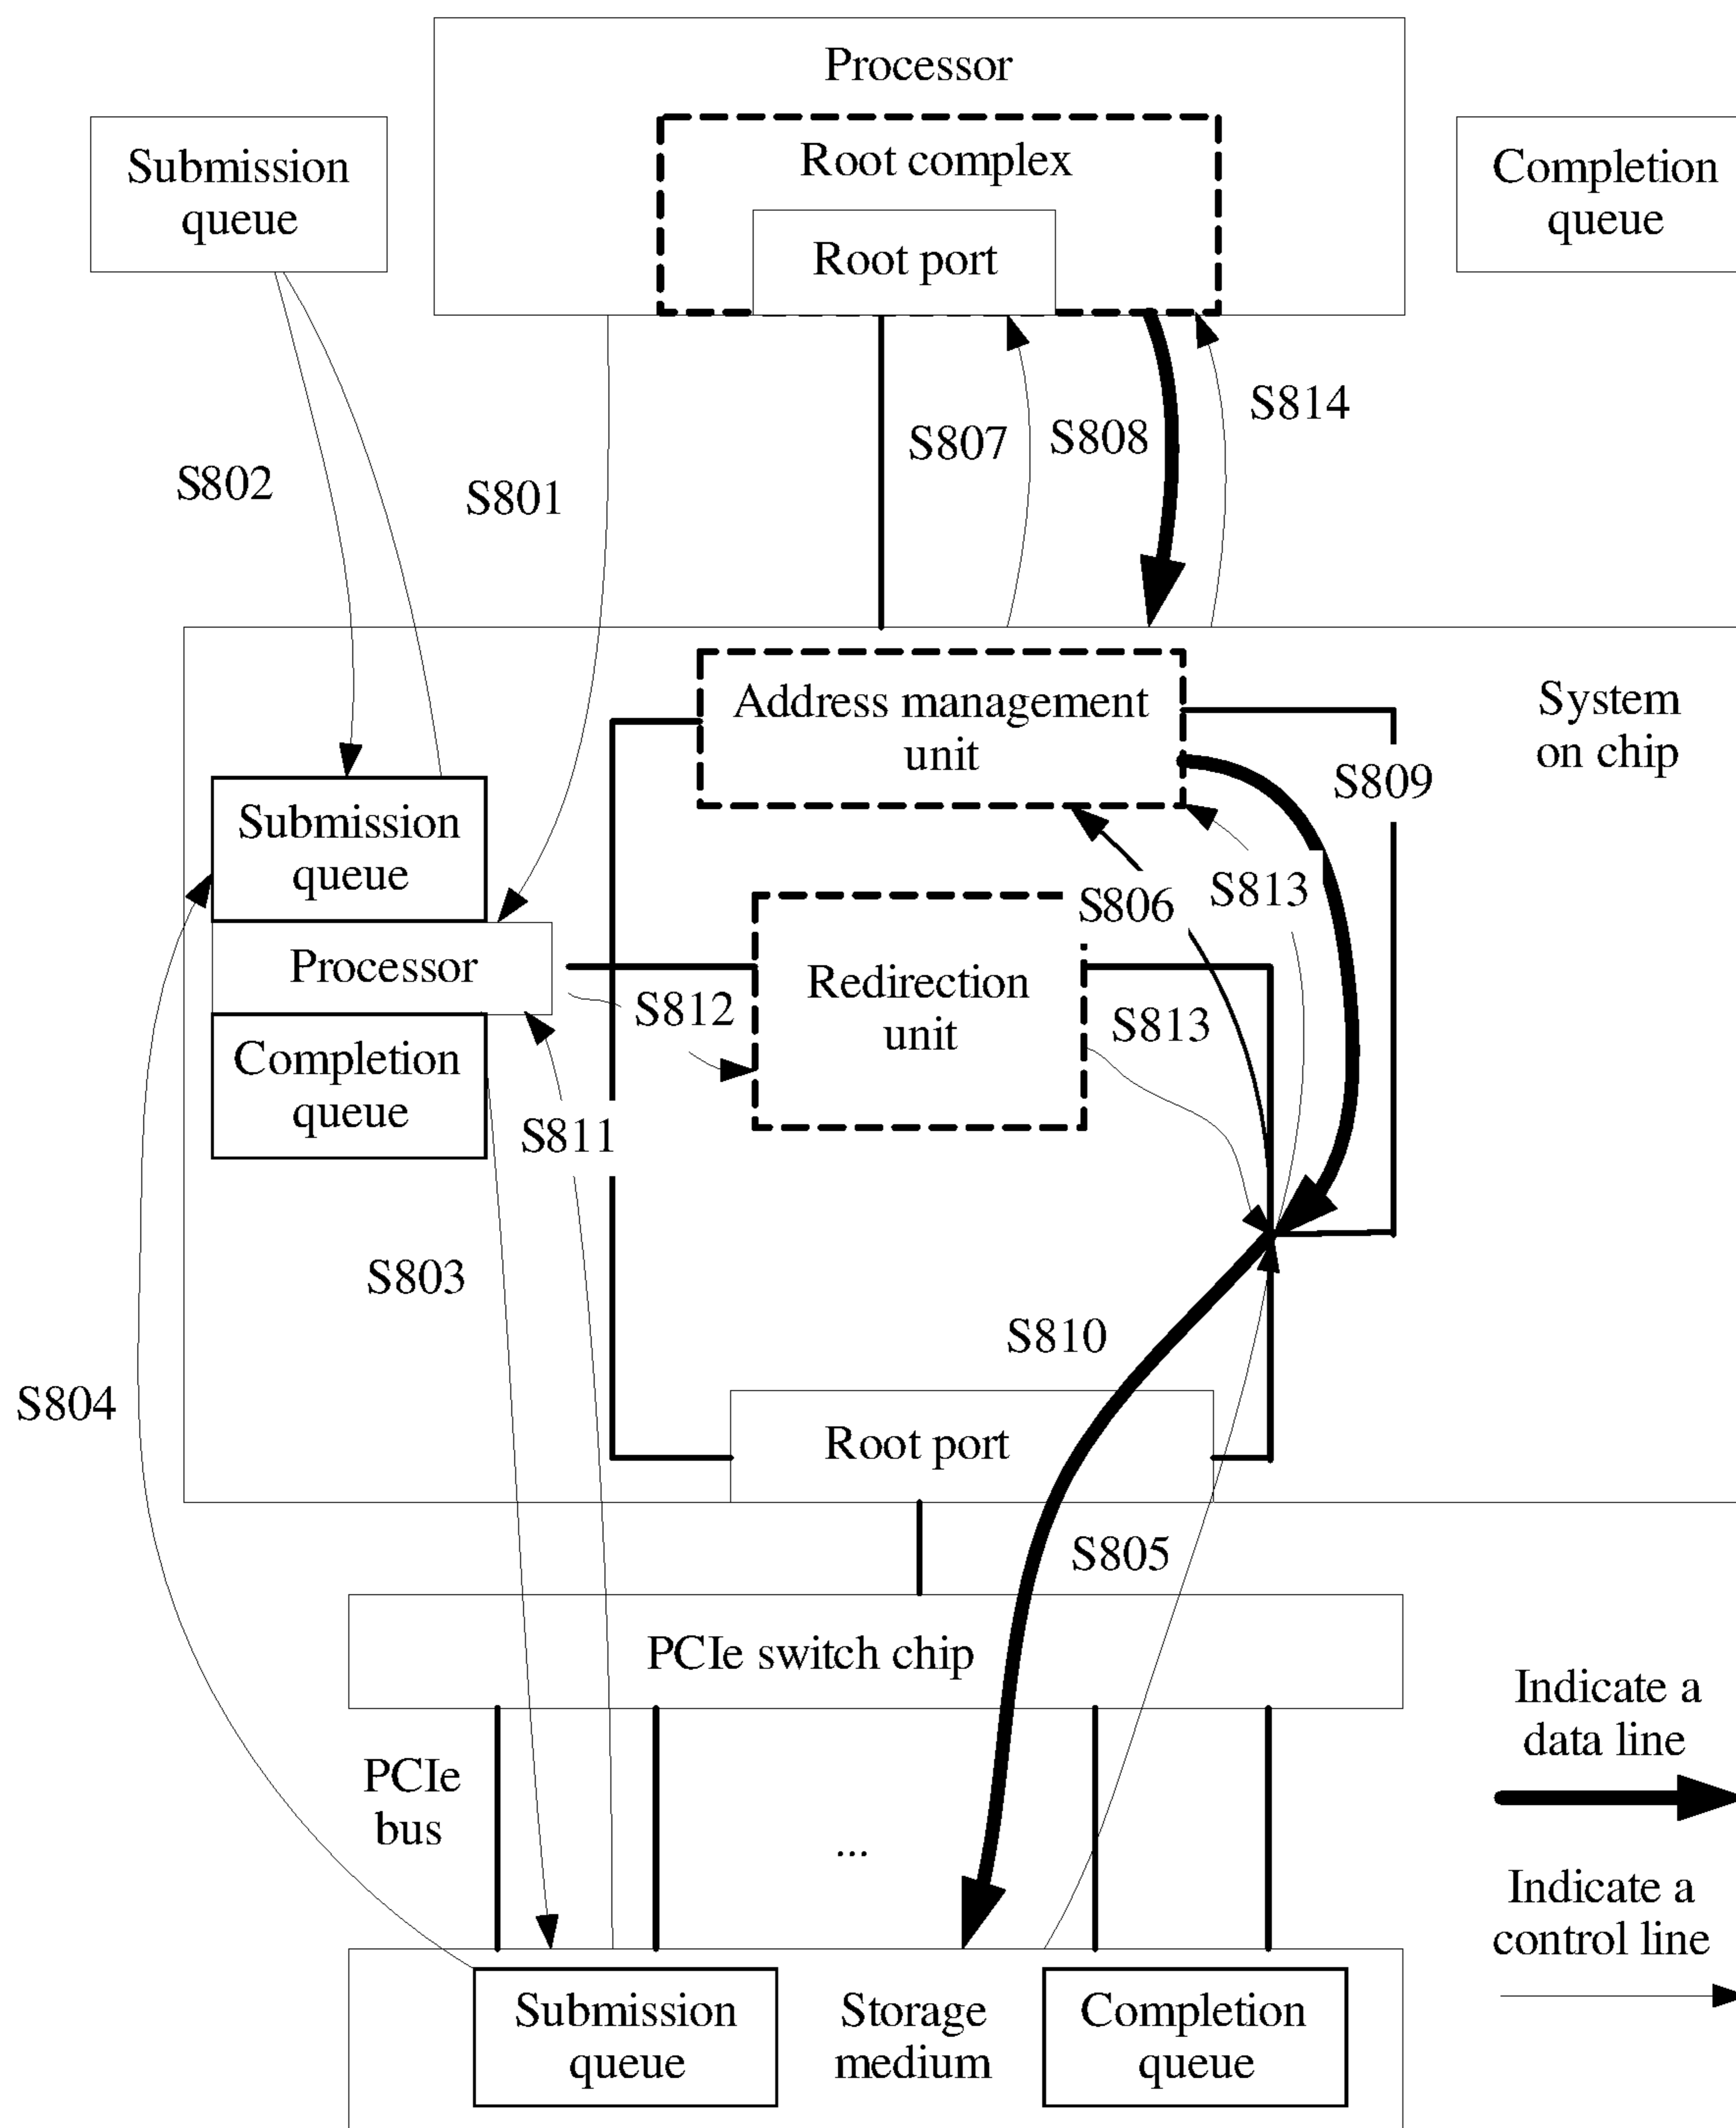 Processor
Root complex
Root port
Submission
queue
Completion
queue
S802
S801
S807
S808
S814
Address management
unit
System
on chip
S809
Submission
queue
S806
S813
Processor
Redirection
unit
S812
S813
Completion
queue
S811
S803
S810
S804
Root port
S805
PCIe switch chip
PCIe
bus
...
Indicate a
data line
Indicate a
control line
Submission
queue
Storage
medium
Completion
queue